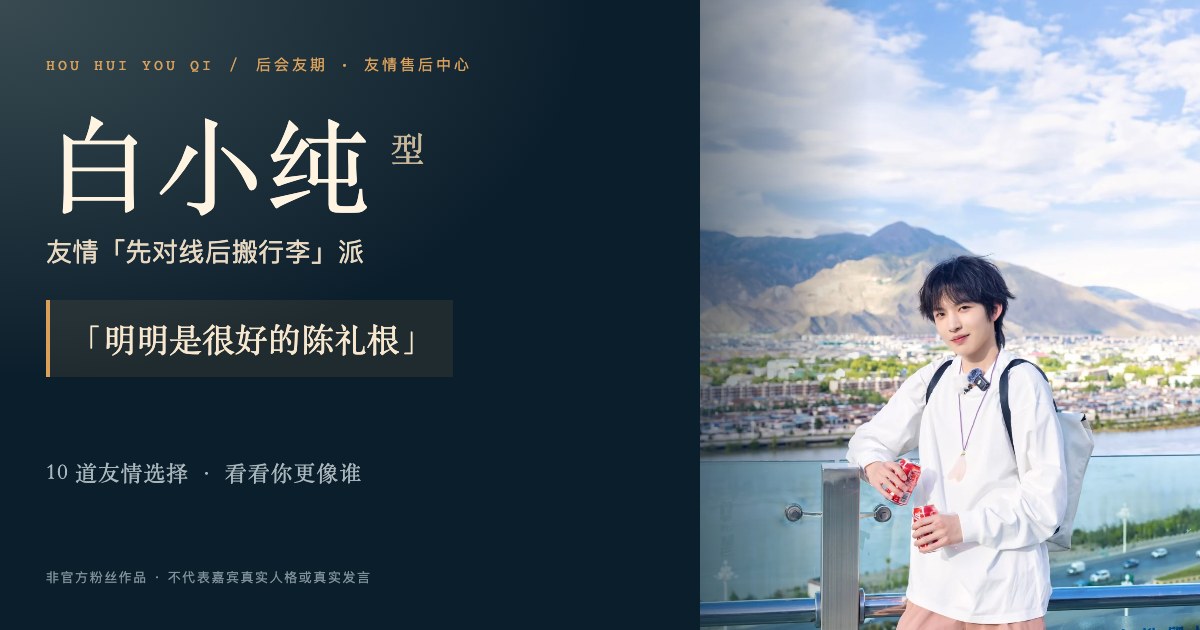 HOU HUI YOU QI / 后会友期 · 友情售后中心
白小纯 型
友情「先对线后搬行李」派
「明明是很好的陈礼根」
10 道友情选择 · 看看你更像谁
非官方粉丝作品 · 不代表嘉宾真实人格或真实发言